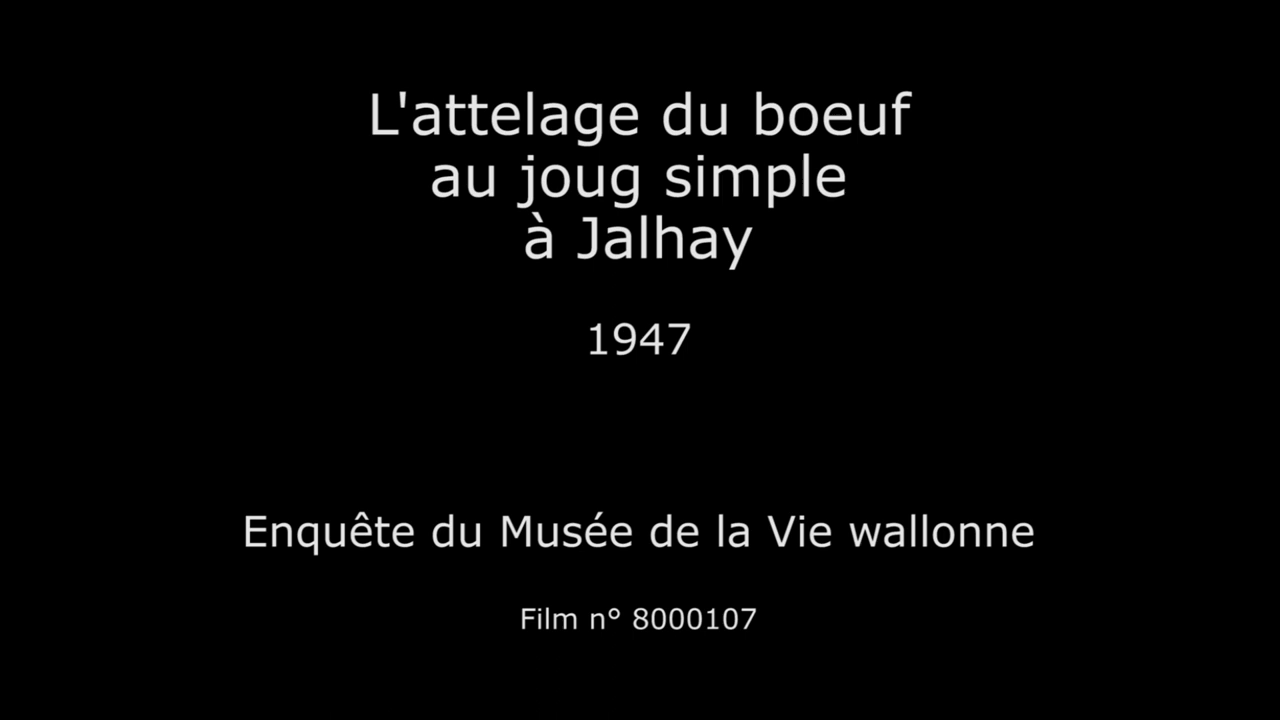 L'attelage du boeuf
au joug simple
à Jalhay
1947
Enquête du Musée de la Vie wallonne
Film n° 8000107